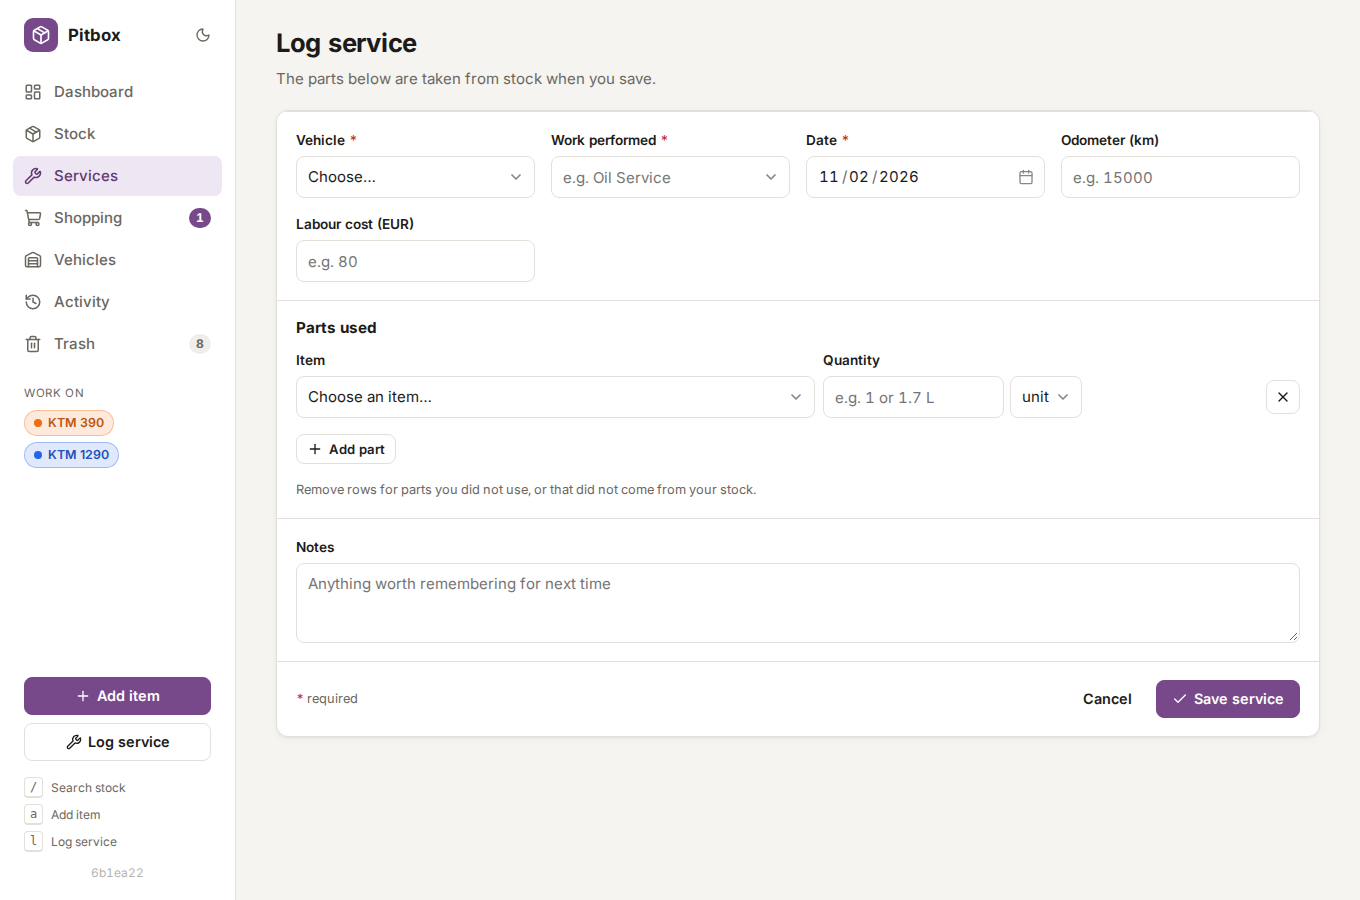 Pitbox
Dashboard
Stock
Services
Shopping 1
Vehicles
Activity
Trash 8
WORK ON
KTM 390
KTM 1290
Add item
Log service
/ Search stock
a Add item
l Log service
6b1ea22
Log service
The parts below are taken from stock when you save.
Vehicle * Work performed * Date * Odometer (km)
Choose... e.g. Oil Service 11/02/2026 e.g. 15000
Labour cost (EUR)
e.g. 80
Parts used
Item Quantity
Choose an item... e.g. 1 or 1.7 L unit
Add part
Remove rows for parts you did not use, or that did not come from your stock.
Notes
Anything worth remembering for next time
* required Cancel Save service